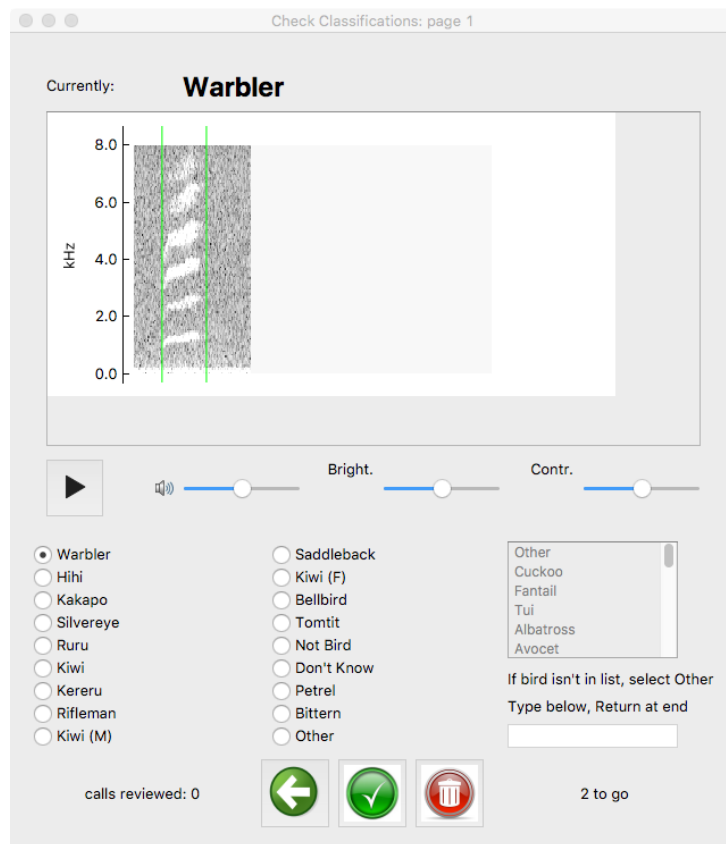 Check Classifications: page 1
Currently: Warbler
8.0
6.0
kHz
4.0
2.0
0.0
Bright.
Contr.
Warbler
Hihi
Kakapo
Silvereye
Ruru
Kiwi
Kereru
Rifleman
Kiwi (M)
Saddleback
Kiwi (F)
Bellbird
Tomtit
Not Bird
Don't Know
Petrel
Bittern
Other
Other
Cuckoo
Fantail
Tui
Albatross
Avocet
If bird isn't in list, select Other
Type below, Return at end
calls reviewed: 0
2 to go